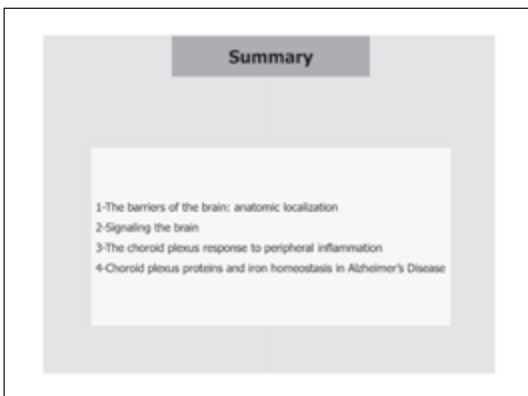 Summary
1-The barriers of the brain: anatomic localization
2-Signaling the brain
3-The choroid plexus response to peripheral inflammation
4-Choroid plexus proteins and iron homeostasis in Alzheimer's Disease